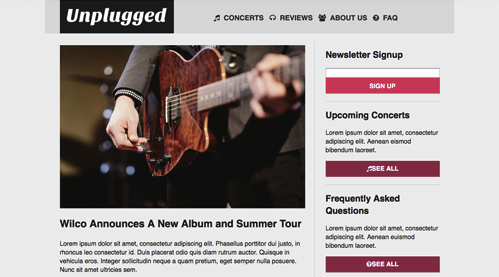 Unplugged
CONCERTS REVIEWS ABOUT US FAQ
Wilco Announces A New Album and Summer Tour
Lorem ipsum dolor sit amet, consectetur adipiscing elit. Phasellus porttitor dui justo, in
rhoncus leo consectetur id. Duis placerat odio quis diam rutrum auctor. Quisque in
vehicula eros. Integer sollicitudin neque a quam pretium, eget semper nulla posuere.
Nunc sit amet ultricies sem.
Newsletter Signup
SIGN UP
Upcoming Concerts
Lorem ipsum dolor sit amet, consectetur
adipiscing elit. Aenean eismod
bibendum laoreet.
SEE ALL
Frequently Asked
Questions
Lorem ipsum dolor sit amet, consectetur
adipiscing elit. Aenean euismod
bibendum laoreet.
SEE ALL